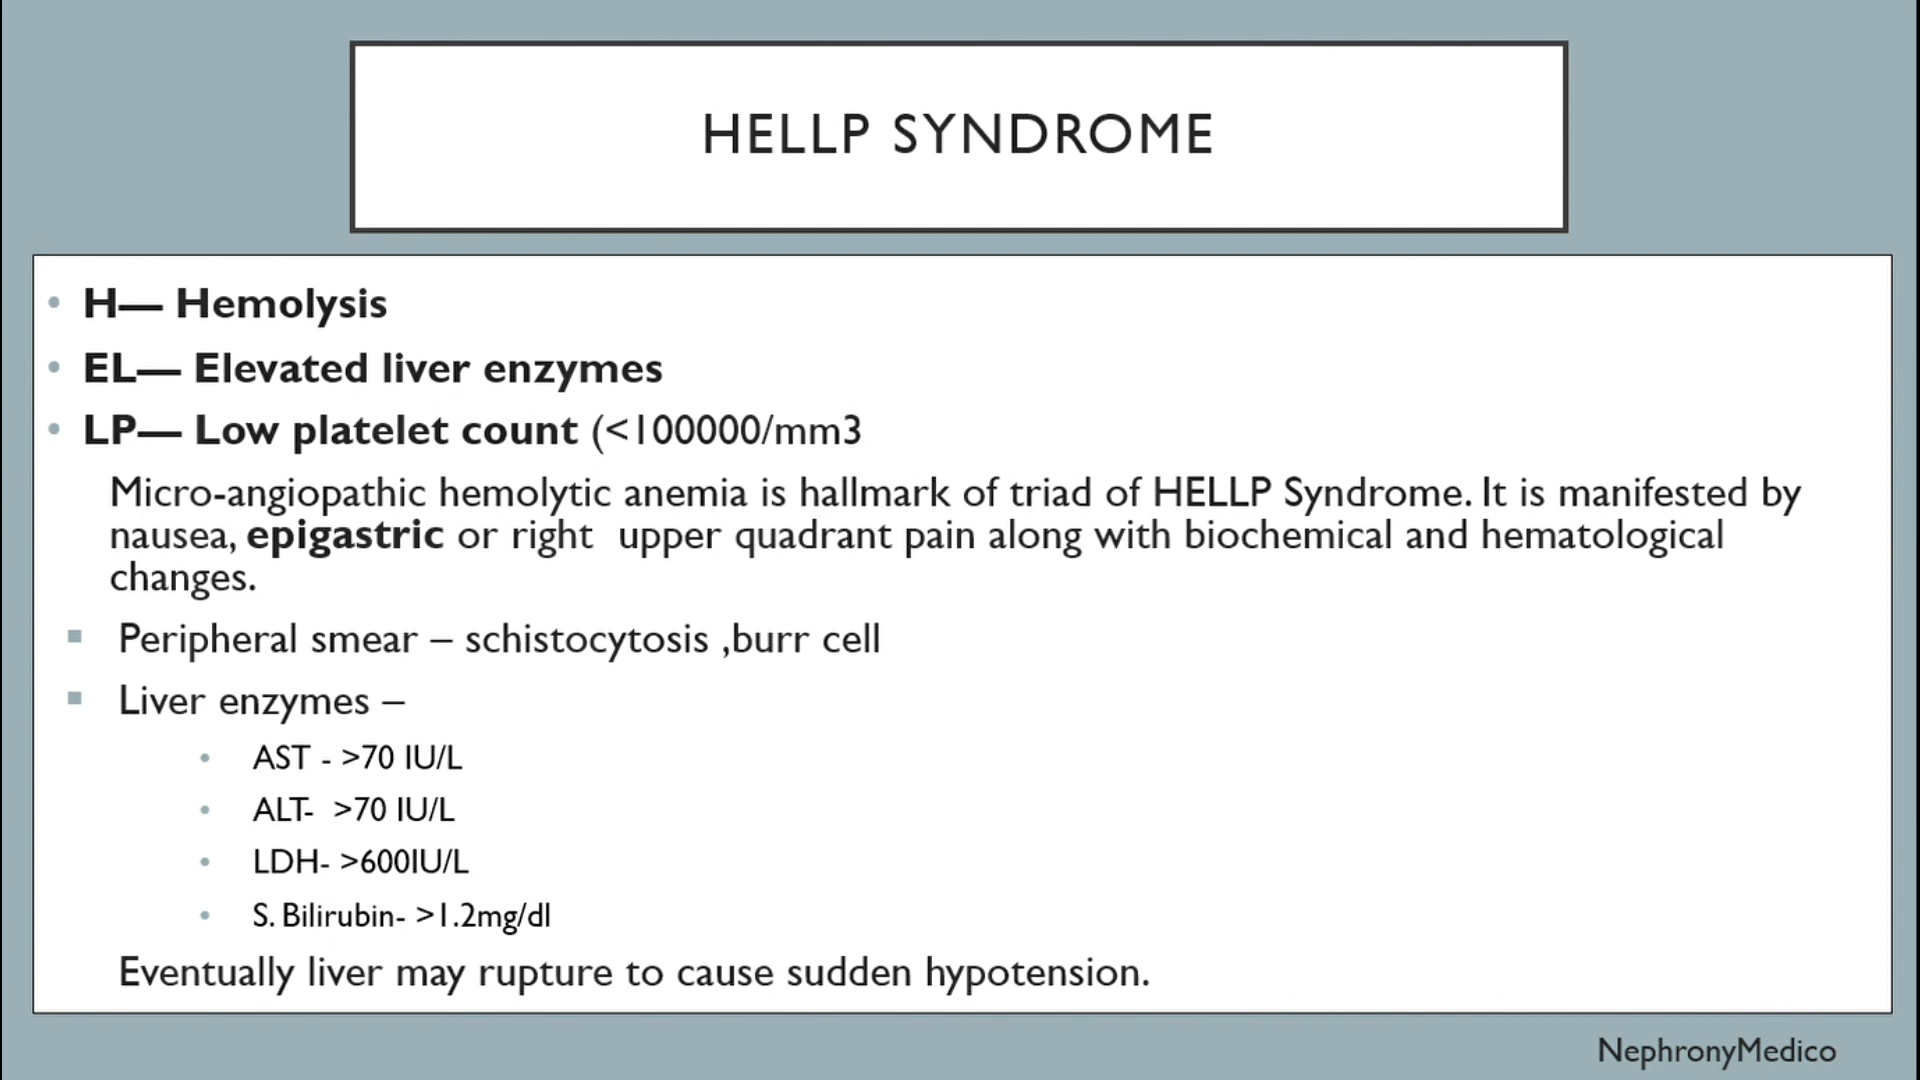 HELLP SYNDROME
• H— Hemolysis
• EL— Elevated liver enzymes
• LP— Low platelet count (<100000/mm3
Micro-angiopathic hemolytic anemia is hallmark of triad of HELLP Syndrome. It is manifested by
nausea, epigastric or right upper quadrant pain along with biochemical and hematological
changes.
▪ Peripheral smear – schistocytosis ,burr cell
▪ Liver enzymes –
• AST - >70 IU/L
• ALT- >70 IU/L
• LDH- >600IU/L
• S. Bilirubin- >1.2mg/dl
Eventually liver may rupture to cause sudden hypotension.
NephronyMedico